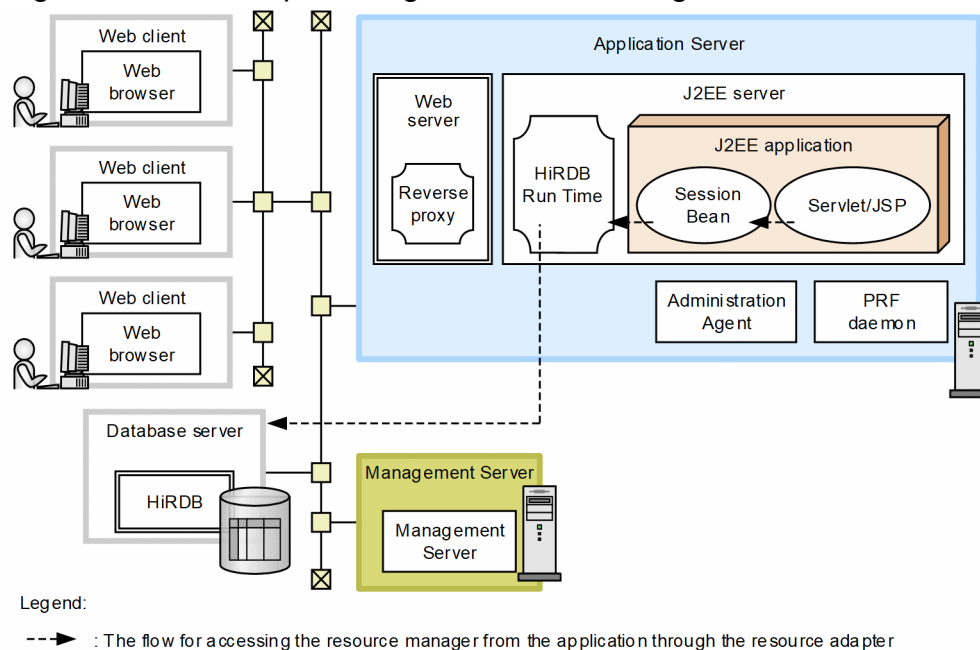 Web client
Web
browser
Web client
Web
browser
Web client
Web
browser
Application Server
Web
server
Reverse
proxy
J2EE server
HiRDB
Run Time
J2EE application
Session
Bean
Servlet/JSP
Administration
Agent
PRF
daemon
Database server
HiRDB
Management Server
Management
Server
Legend:
: The flow for accessing the resource manager from the application through the resource adapter